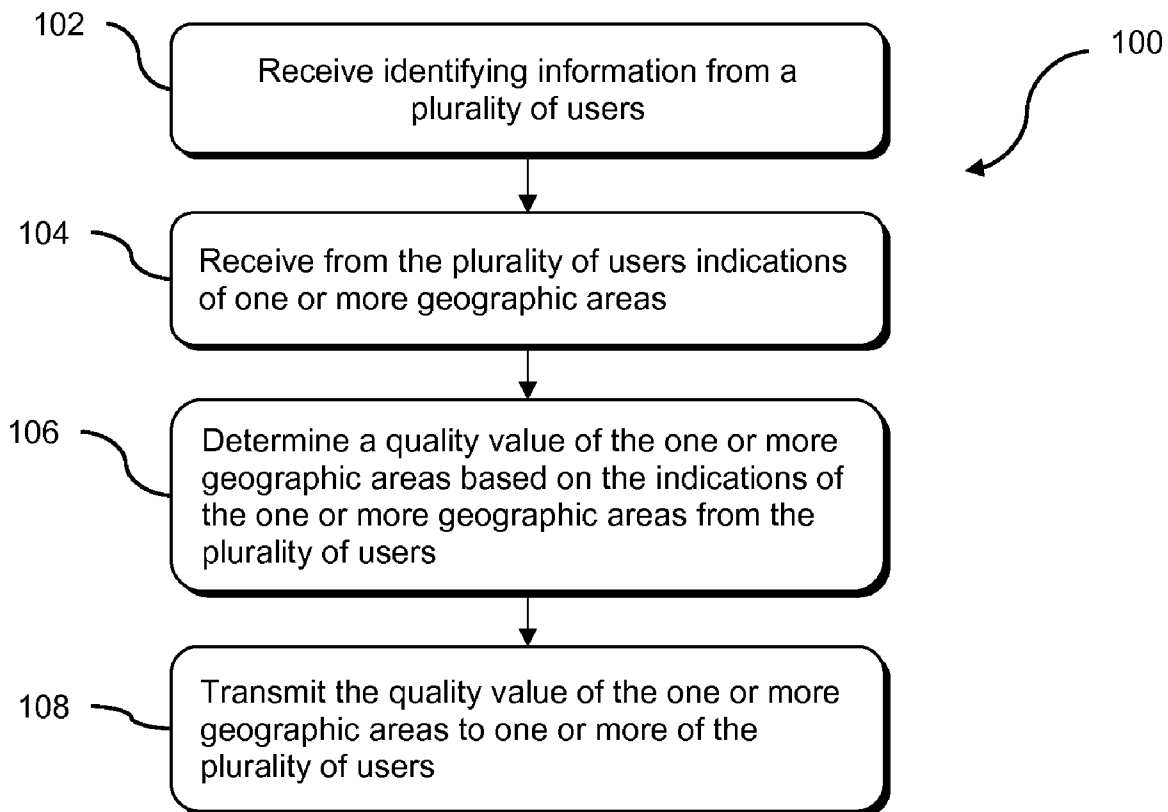 102
100
Receive identifying information from a
plurality of users
104
Receive from the plurality of users indications
of one or more geographic areas
106
Determine a quality value of the one or more
geographic areas based on the indications of
the one or more geographic areas from the
plurality of users
108
Transmit the quality value of the one or more
geographic areas to one or more of the
plurality of users